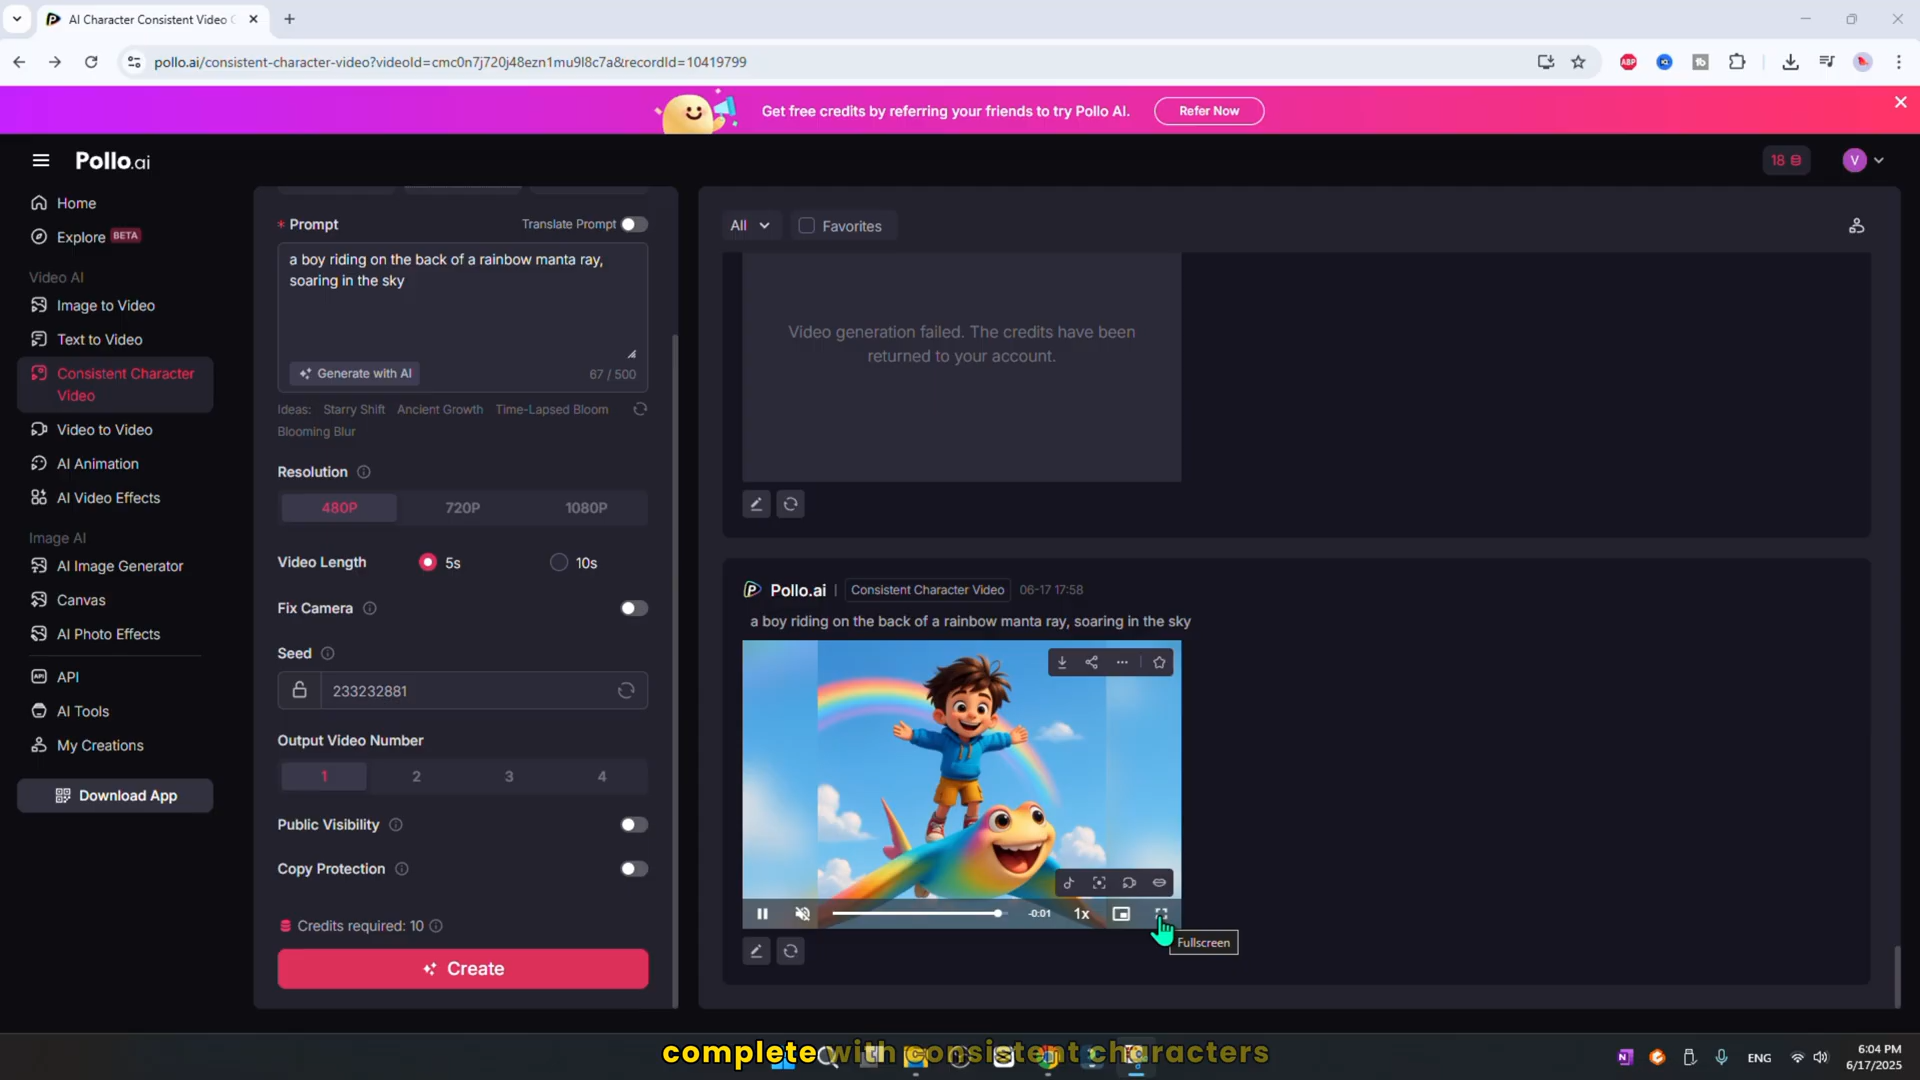 AI Character Consistent Video
pollo.ai/consistent-character-video?videoId=cmc0n7j720j48ezn1mu9l8c7a&recordId=10419799
ABP
Get free credits by referring your friends to try Pollo AI.
Refer Now
Pollo.ai
18
V
Home
Explore BETA
Video AI
Image to Video
Text to Video
Consistent Character
Video
Video to Video
AI Animation
AI Video Effects
Image AI
AI Image Generator
Canvas
AI Photo Effects
API
AI Tools
My Creations
Download App
* Prompt
Translate Prompt
a boy riding on the back of a rainbow manta ray,
soaring in the sky
Generate with AI
67 / 500
Ideas: Starry Shift Ancient Growth Time-Lapsed Bloom
Blooming Blur
Resolution
480P 720P 1080P
Video Length 5s 10s
Fix Camera
Seed
233232881
Output Video Number
1 2 3 4
Public Visibility
Copy Protection
Credits required: 10
Create
All
Favorites
Video generation failed. The credits have been
returned to your account.
Pollo.ai | Consistent Character Video 06-17 17:58
a boy riding on the back of a rainbow manta ray, soaring in the sky
-0:01 1x
Fullscreen
complete with consistent characters
ENG
6:04 PM
6/17/2025